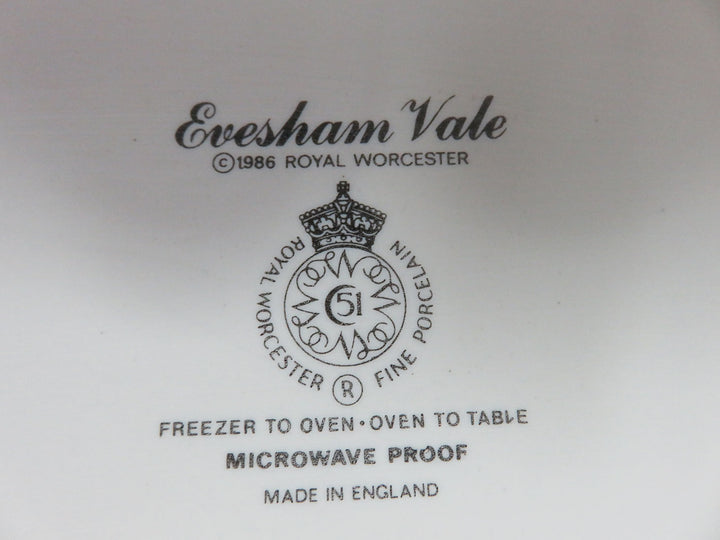 Evesham Vale
©1986 ROYAL WORCESTER
ROYAL WORCESTER FINE PORCELAIN
51
R
FREEZER TO OVEN • OVEN TO TABLE
MICROWAVE PROOF
MADE IN ENGLAND